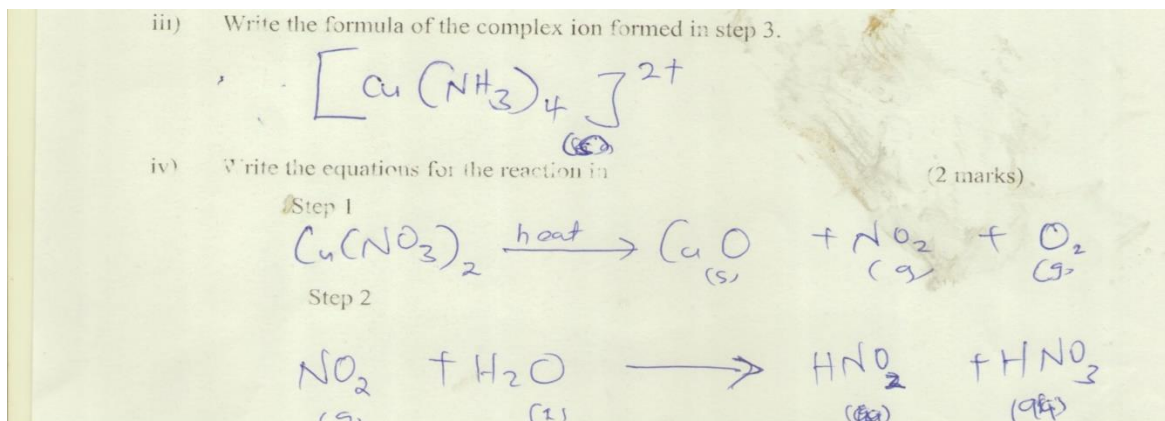 iii) Write the formula of the complex ion formed in step 3.
[Cu(NH3)4]2+
iv) Write the equations for the reaction in (2 marks)
Step 1
Cu(NO3)2 heat → CuO + NO2 + O2
(s) (g) (g)
Step 2
NO2 + H2O → HNO2 + HNO3
(g) (l) (aq) (aq)